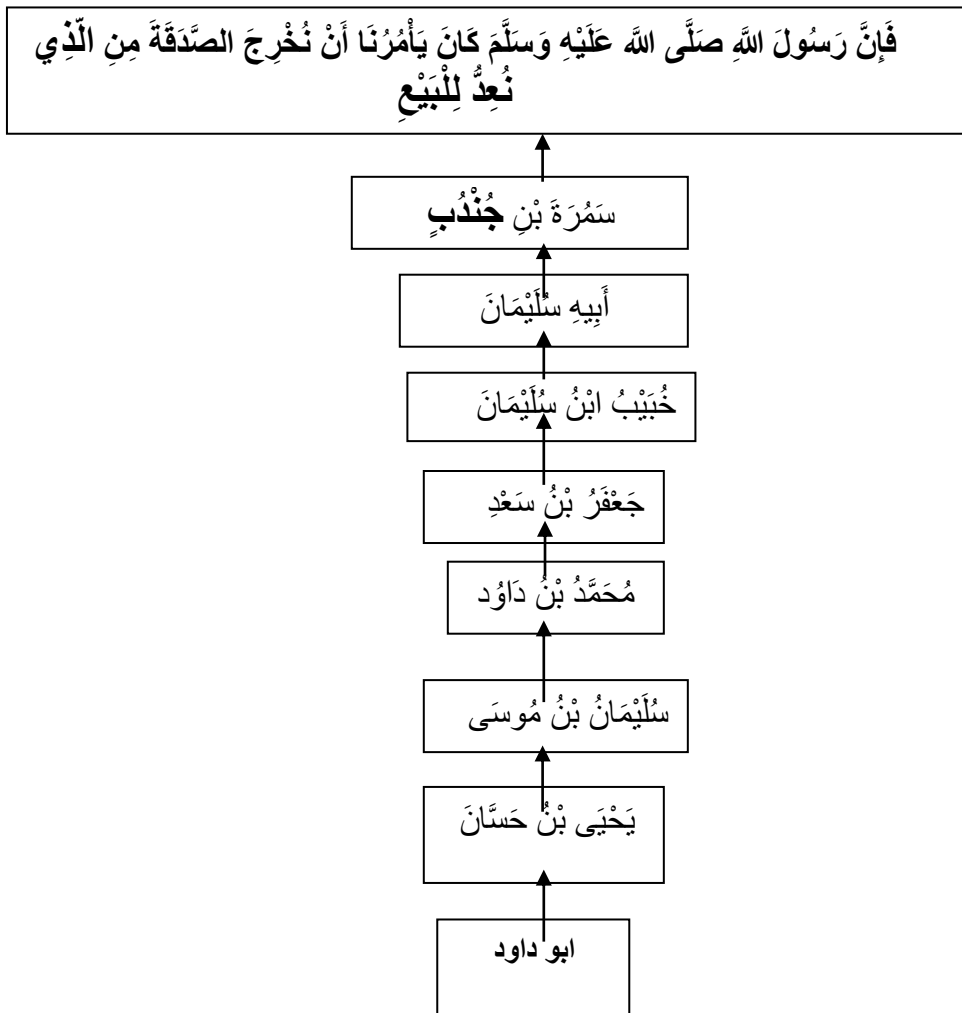 فَإِنَّ رَسُولَ اللَّهِ صَلَّى اللَّه عَلَيْهِ وَسَلَّمَ كَانَ يَأْمُرُنَا أَنْ نُخْرِجَ الصَّدَقَةَ مِنِ الَّذِي
نُعِدُّ لِلْبَيْعِ
سَمُرَةَ بْنِ جُنْدُبٍ
أَبِيهِ سُلَيْمَانَ
خُبَيْبُ ابْنُ سُلَيْمَانَ
جَعْفَرُ بْنُ سَعْدِ
مُحَمَّدُ بْنُ دَاوُد
سُلَيْمَانُ بْنُ مُوسَى
يَحْيَى بْنُ حَسَّانَ
ابو داود